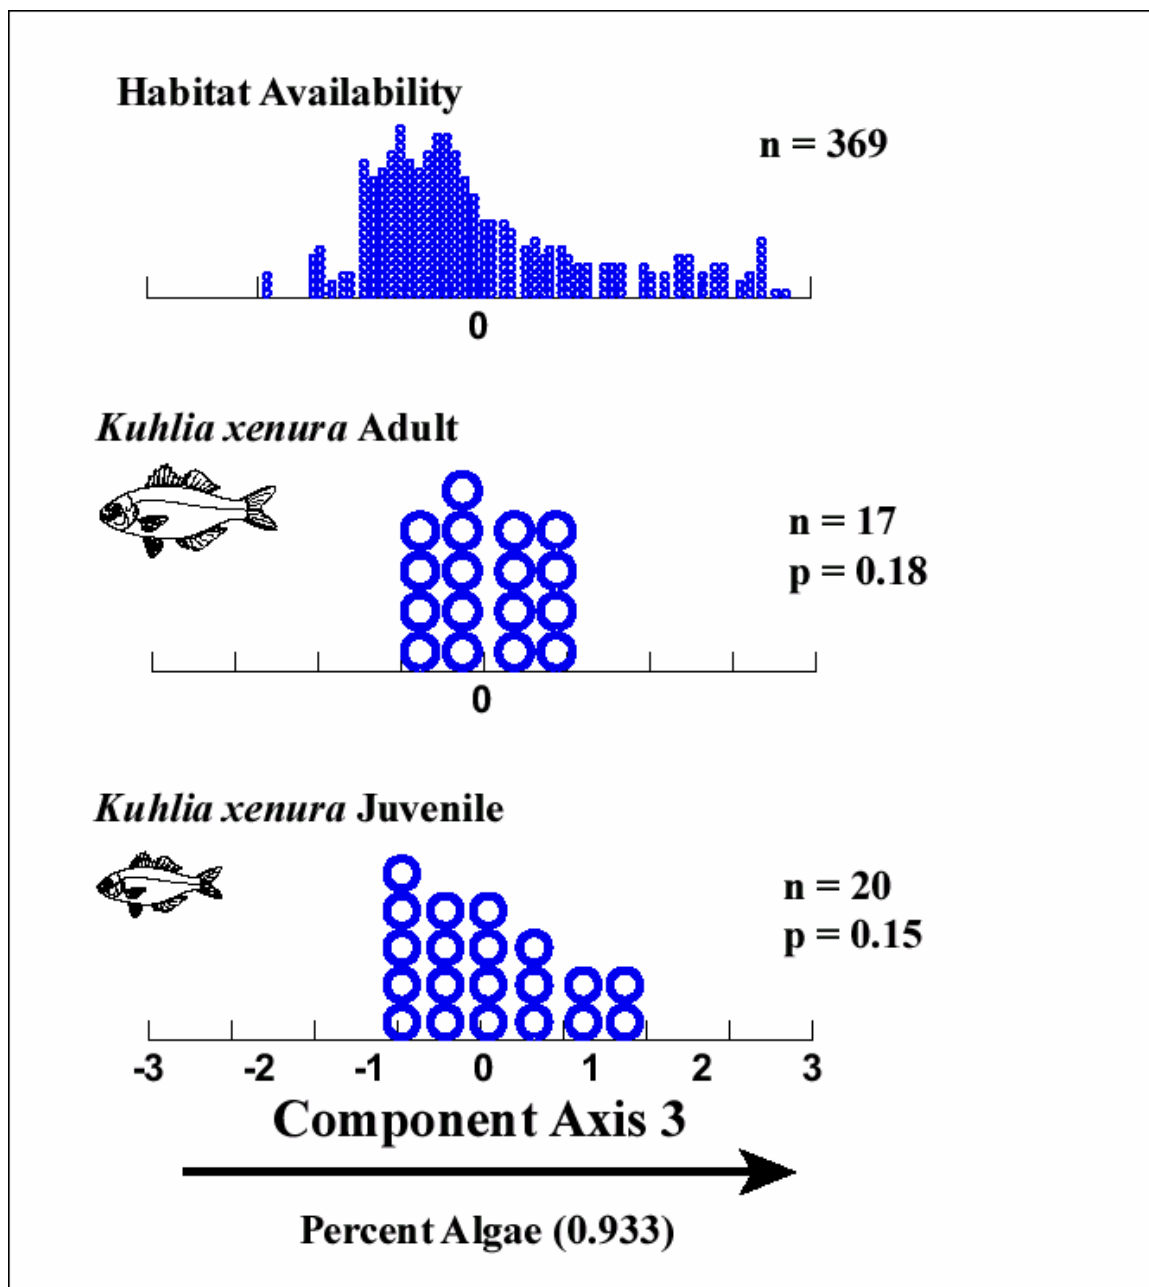 Habitat Availability
n = 369
0
Kuhlia xenura Adult
n = 17
p = 0.18
0
Kuhlia xenura Juvenile
n = 20
p = 0.15
-3 -2 -1 0 1 2 3
Component Axis 3
Percent Algae (0.933)